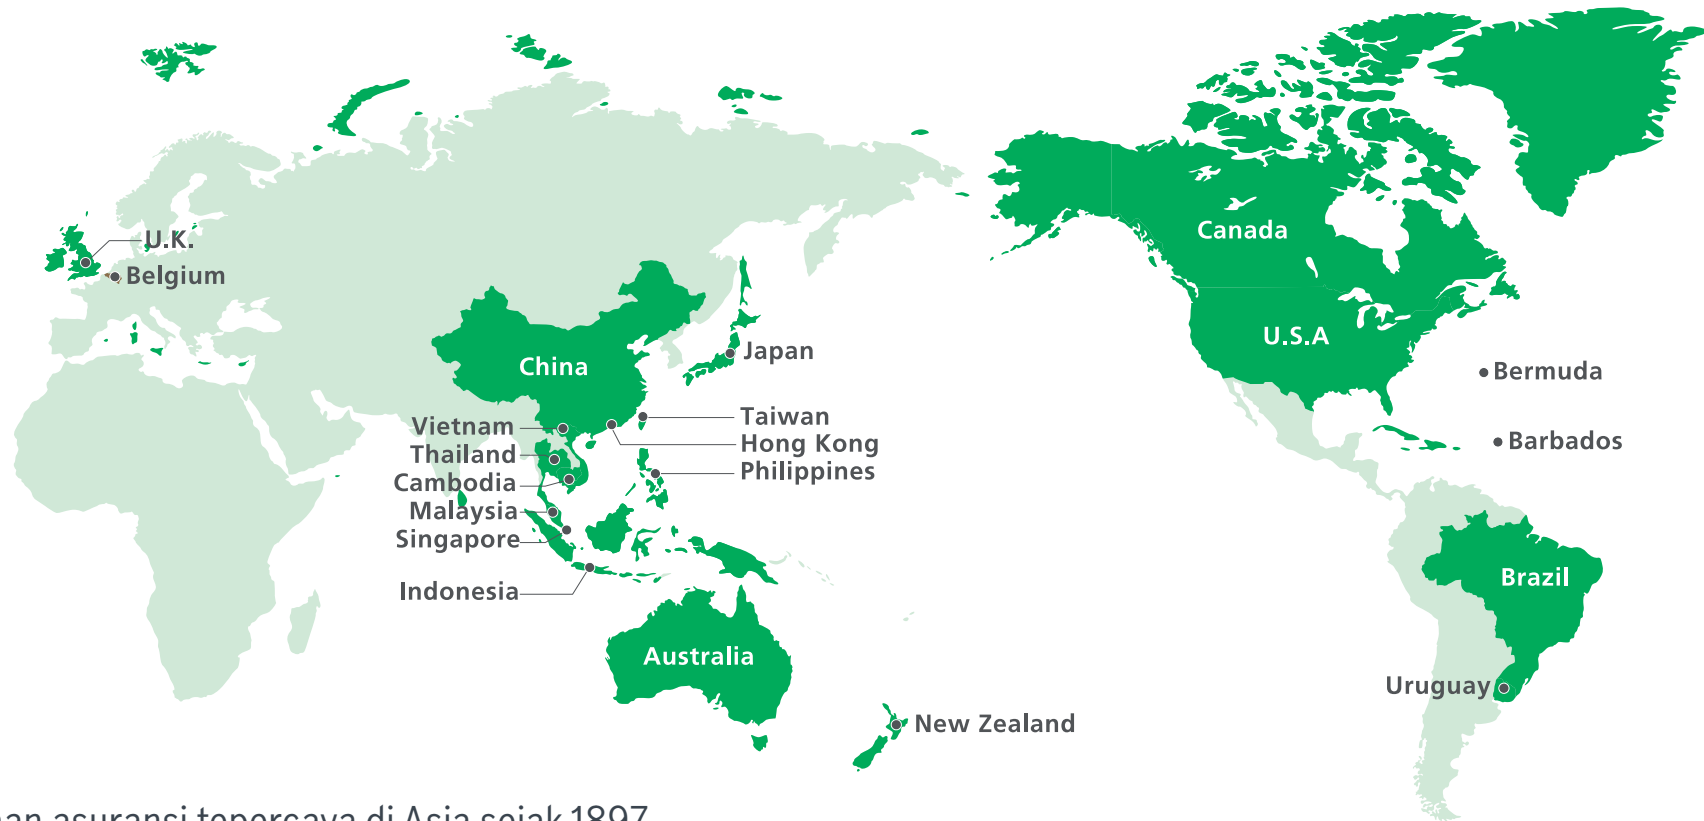 U.K.
Belgium
Canada
U.S.A
China
Japan
Bermuda
Vietnam
Taiwan
Thailand
Hong Kong
Barbados
Cambodia
Philippines
Malaysia
Singapore
Indonesia
Brazil
Australia
Uruguay
New Zealand
asuransi tepercaya di Asia sejak 1897